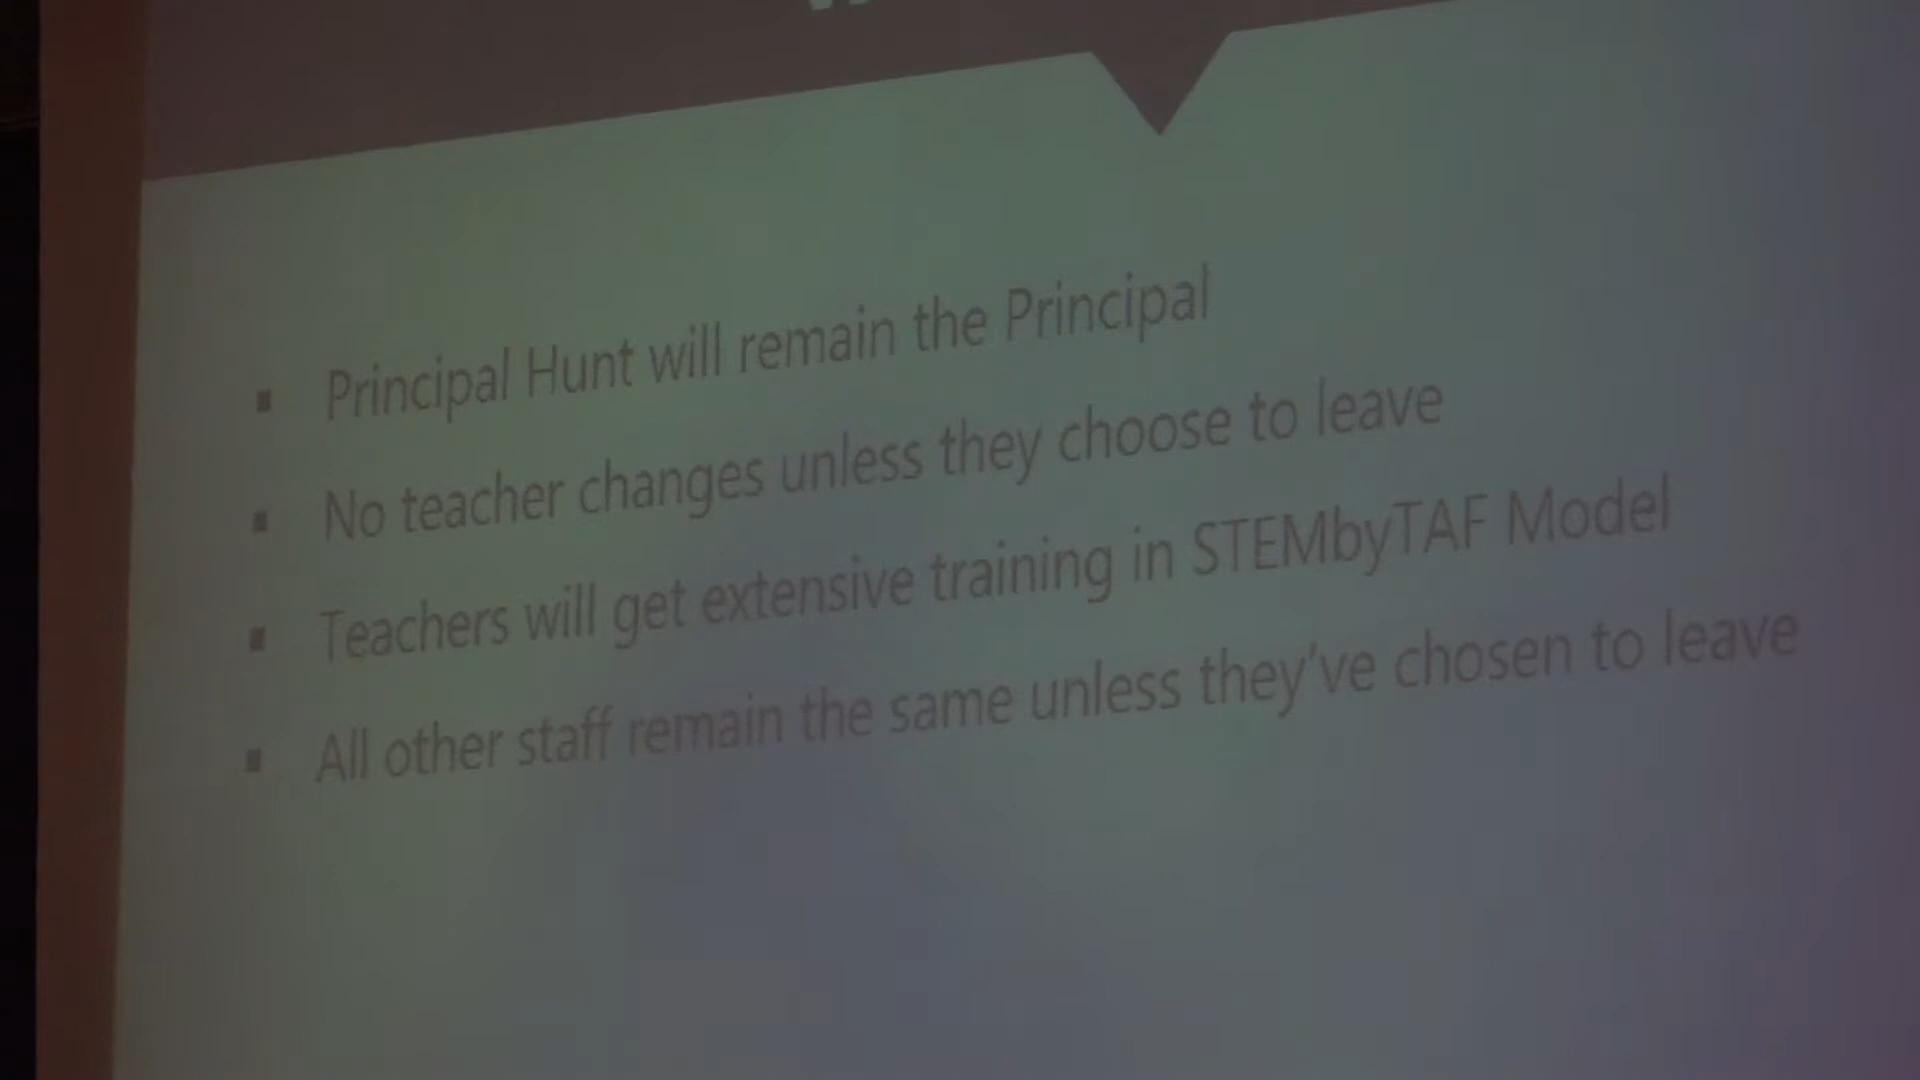 Principal Hunt will remain the Principal
No teacher changes unless they choose to leave
Teachers will get extensive training in STEMbyTAF Model
All other staff remain the same unless they've chosen to leave